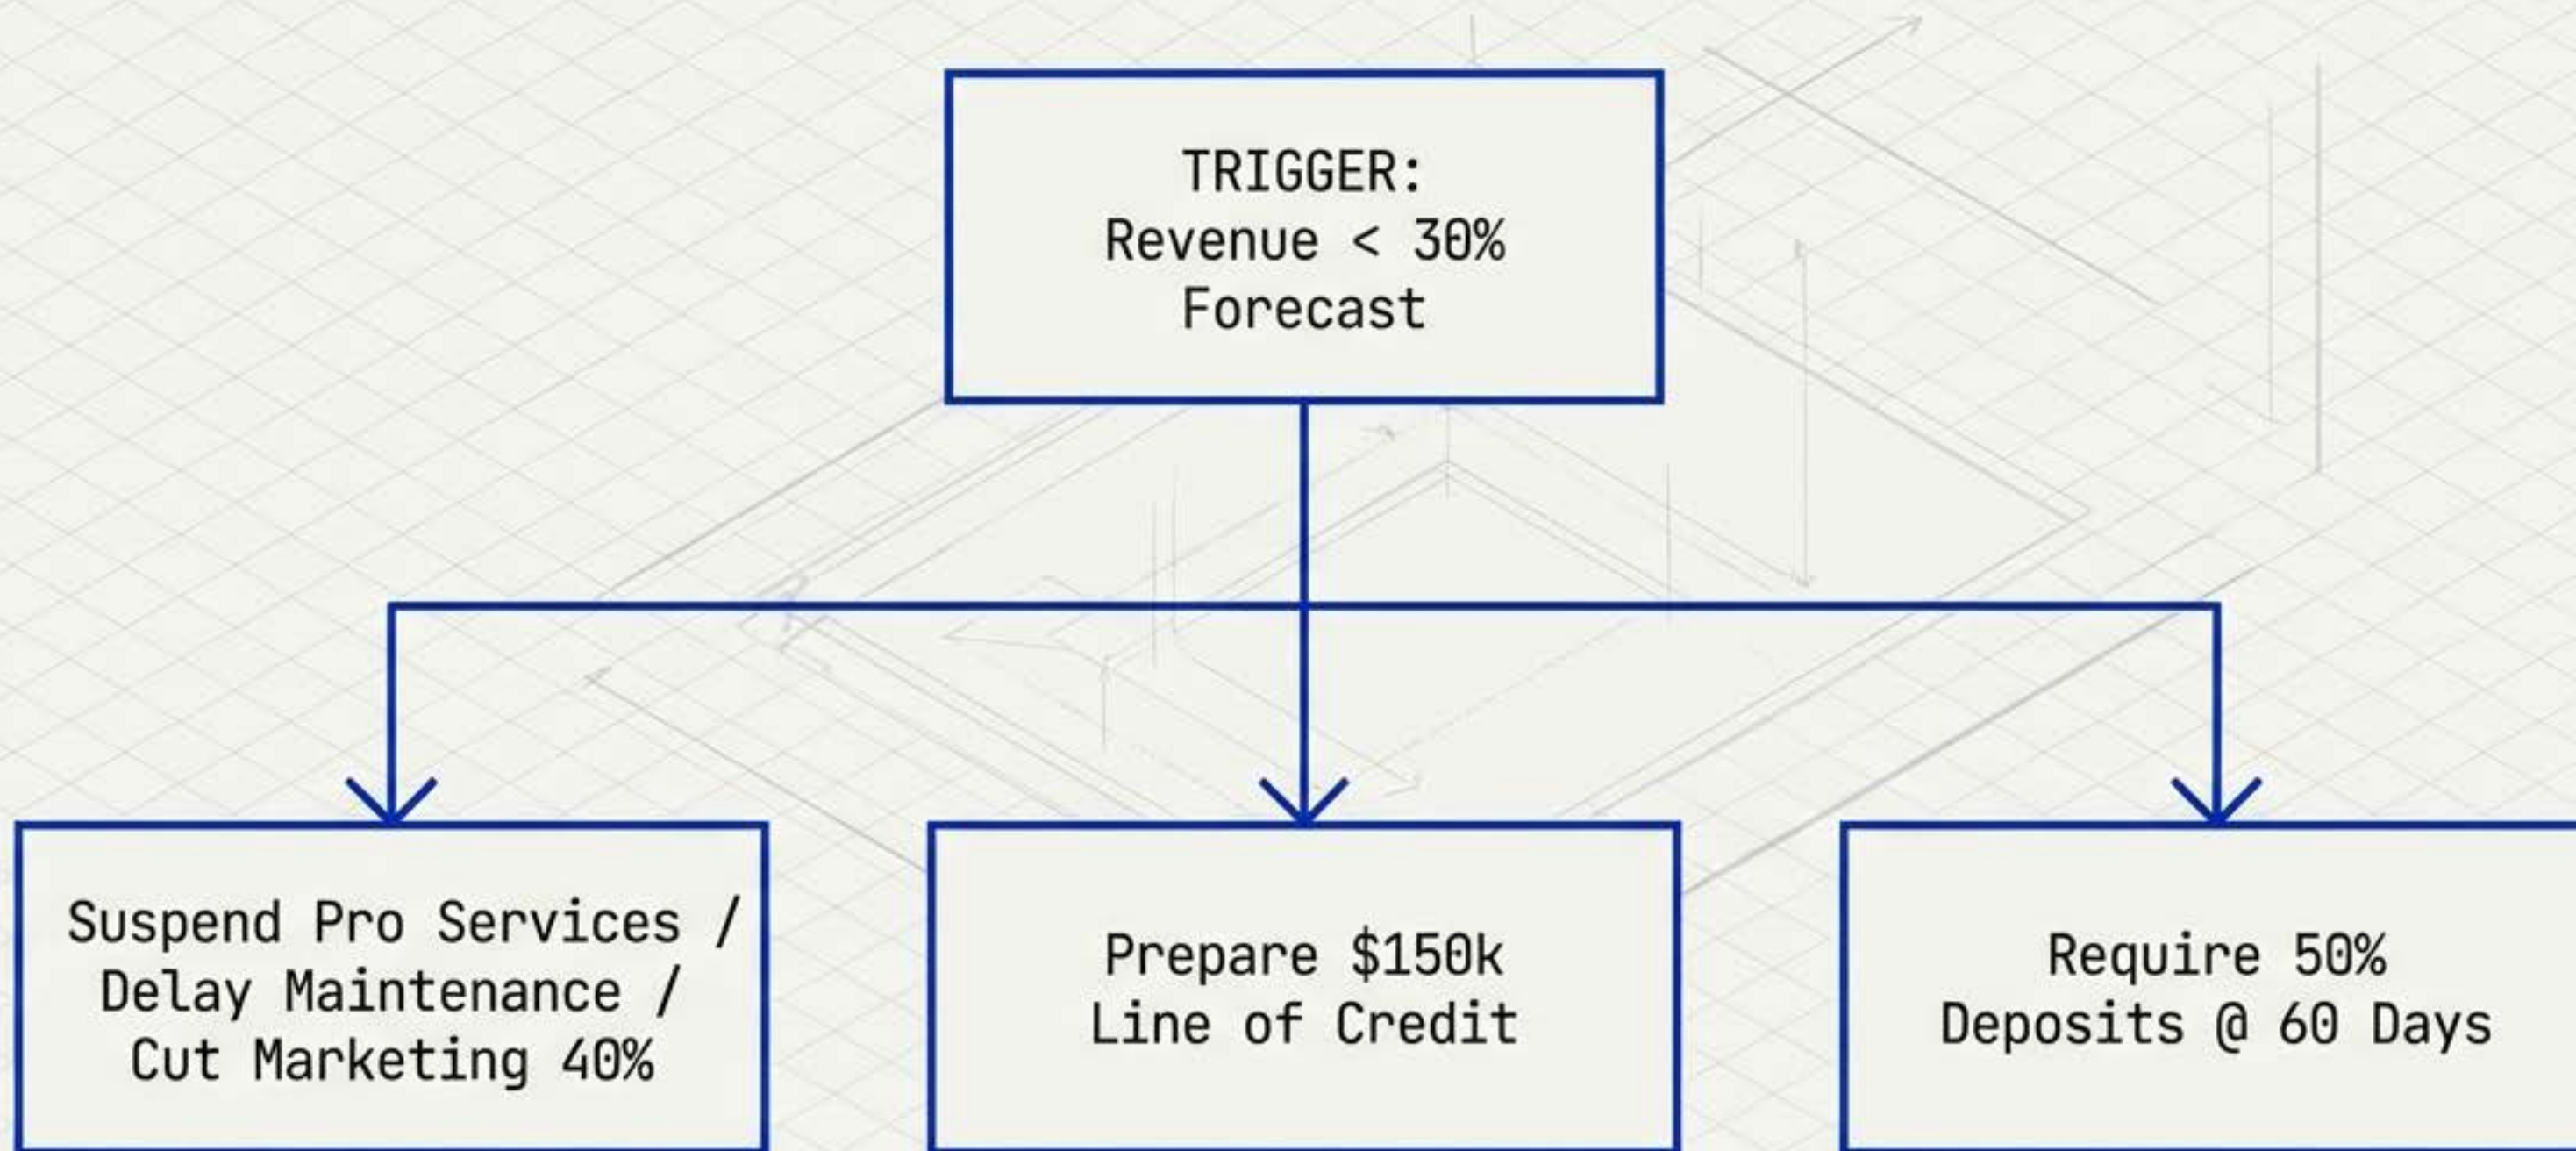 TRIGGER:
Revenue < 30%
Forecast
Suspend Pro Services /
Delay Maintenance /
Cut Marketing 40%
Prepare $150k
Line of Credit
Require 50%
Deposits @ 60 Days